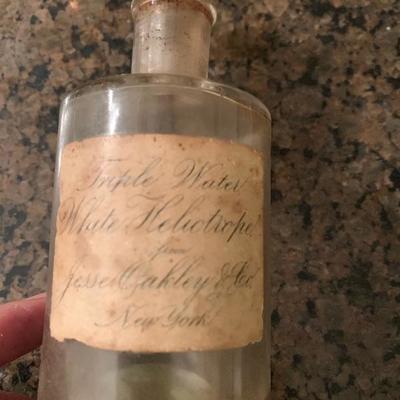 Triple Water
White Heliotrope
from
Jesse Oakley & Co.
New York